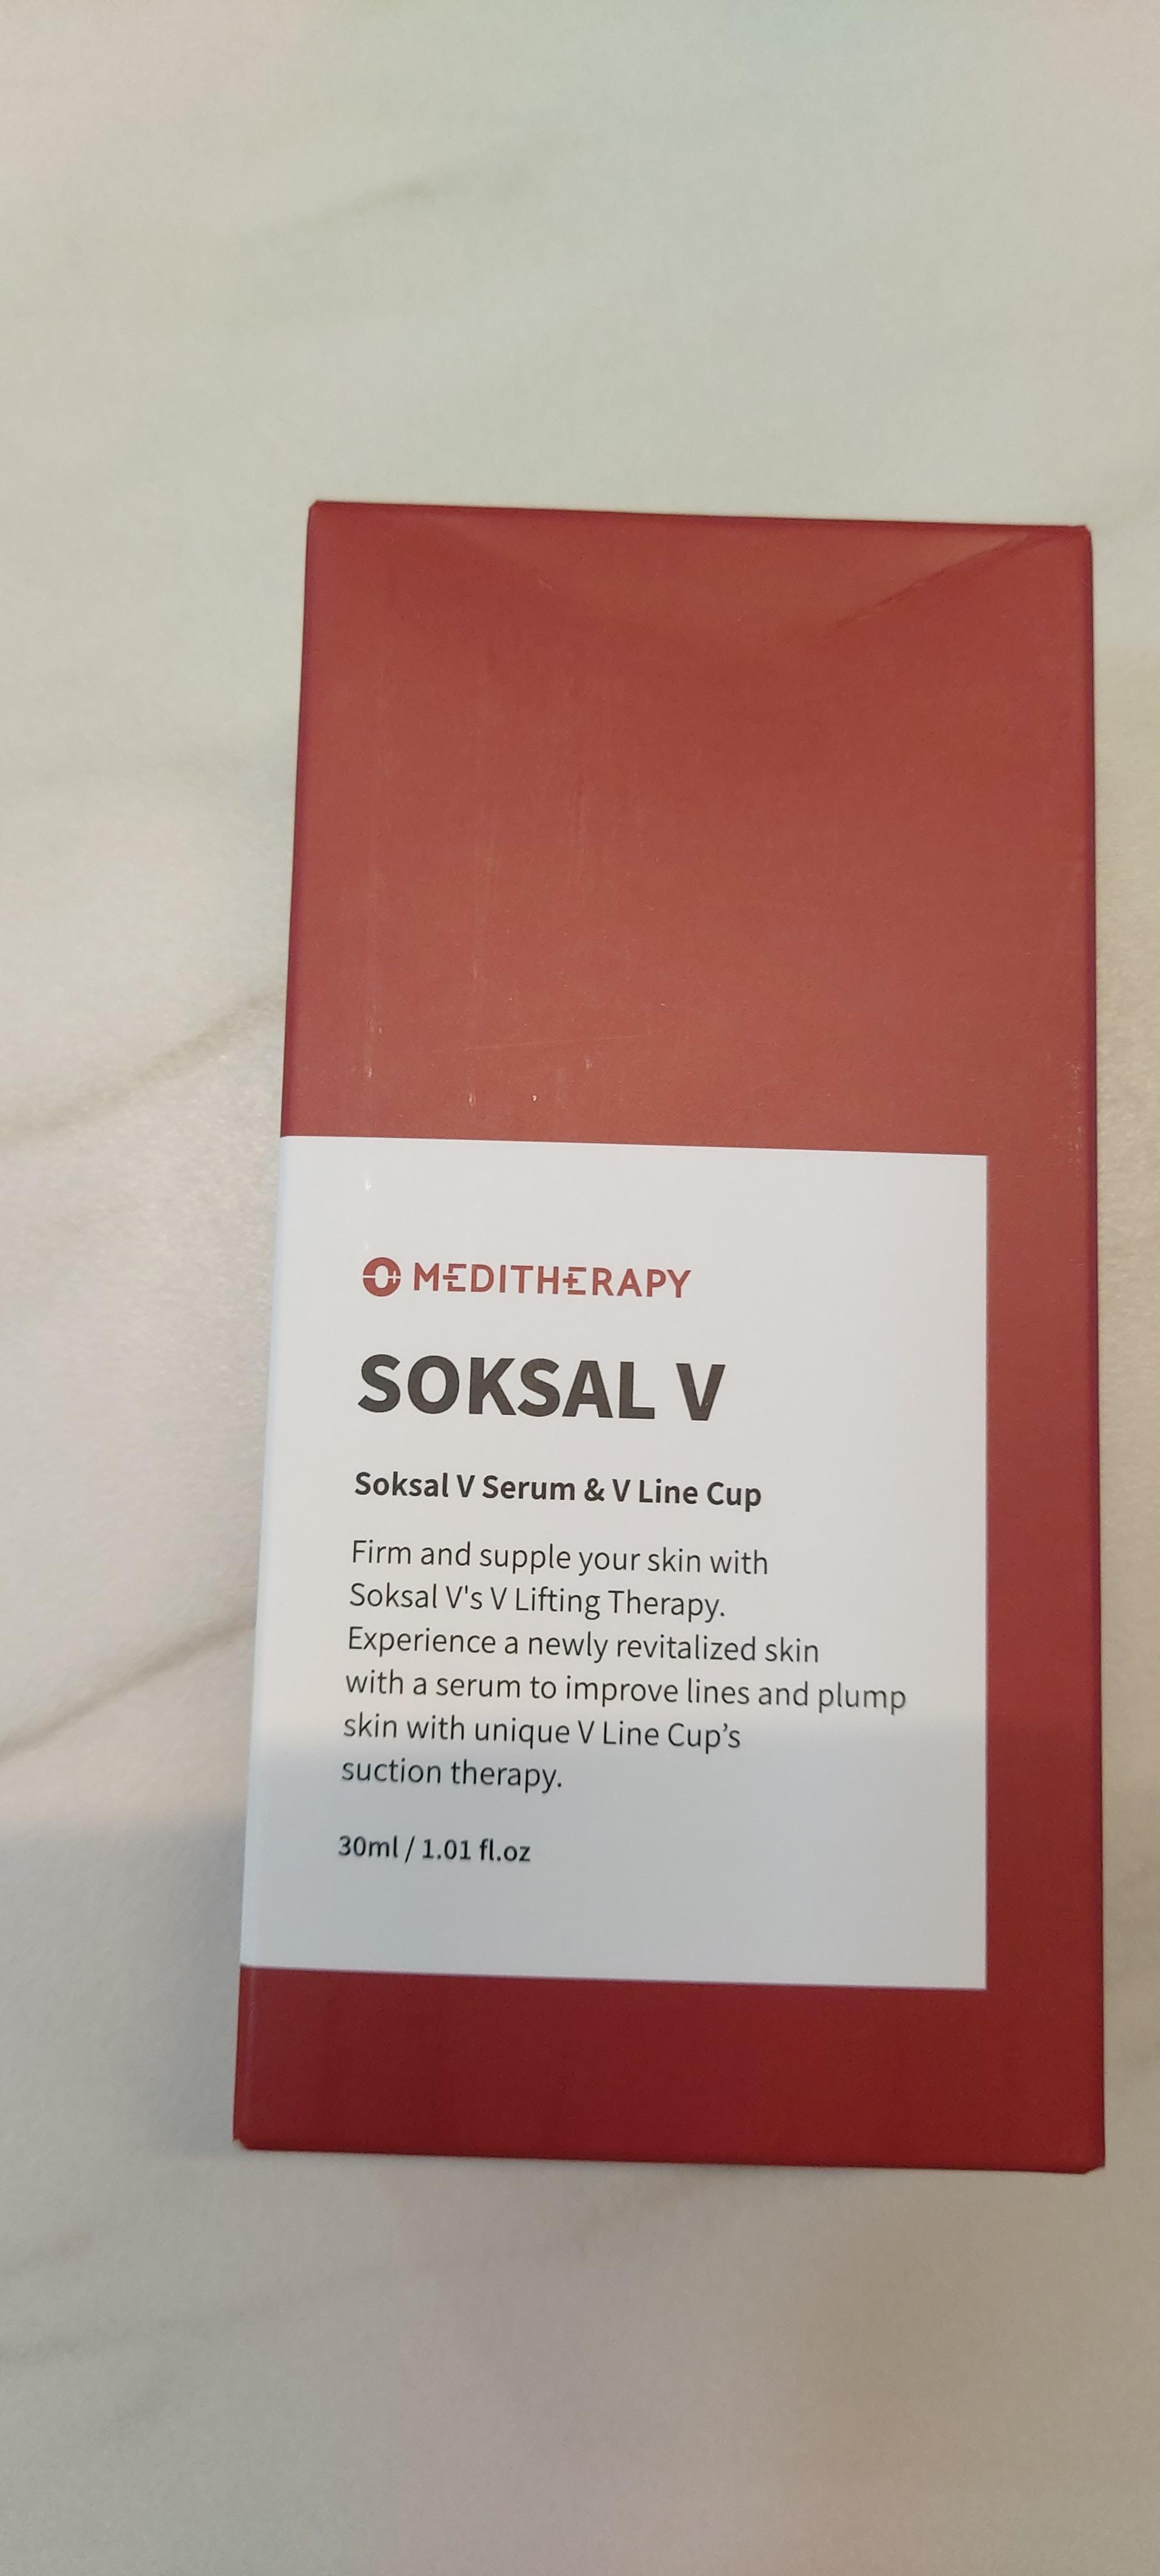 MEDITHERAPY
SOKSAL V
Soksal V Serum & V Line Cup
Firm and supple your skin with
Soksal V's V Lifting Therapy.
Experience a newly revitalized skin
with a serum to improve lines and plump
skin with unique V Line Cup’s
suction therapy.
30ml / 1.01 fl.oz